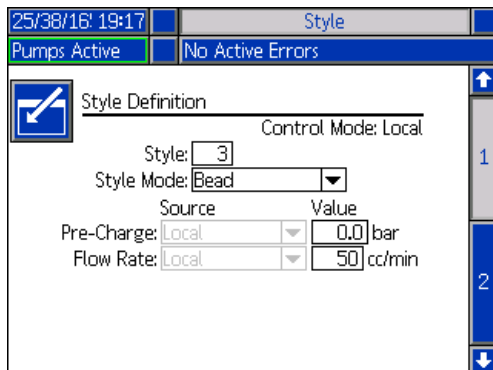 25/38/16! 19:17 Style
Pumps Active No Active Errors
Style Definition
Control Mode: Local
Style: 3
Style Mode: Bead
Source Value
Pre-Charge: Local 0.0 bar
Flow Rate: Local 50 cc/min
1
2